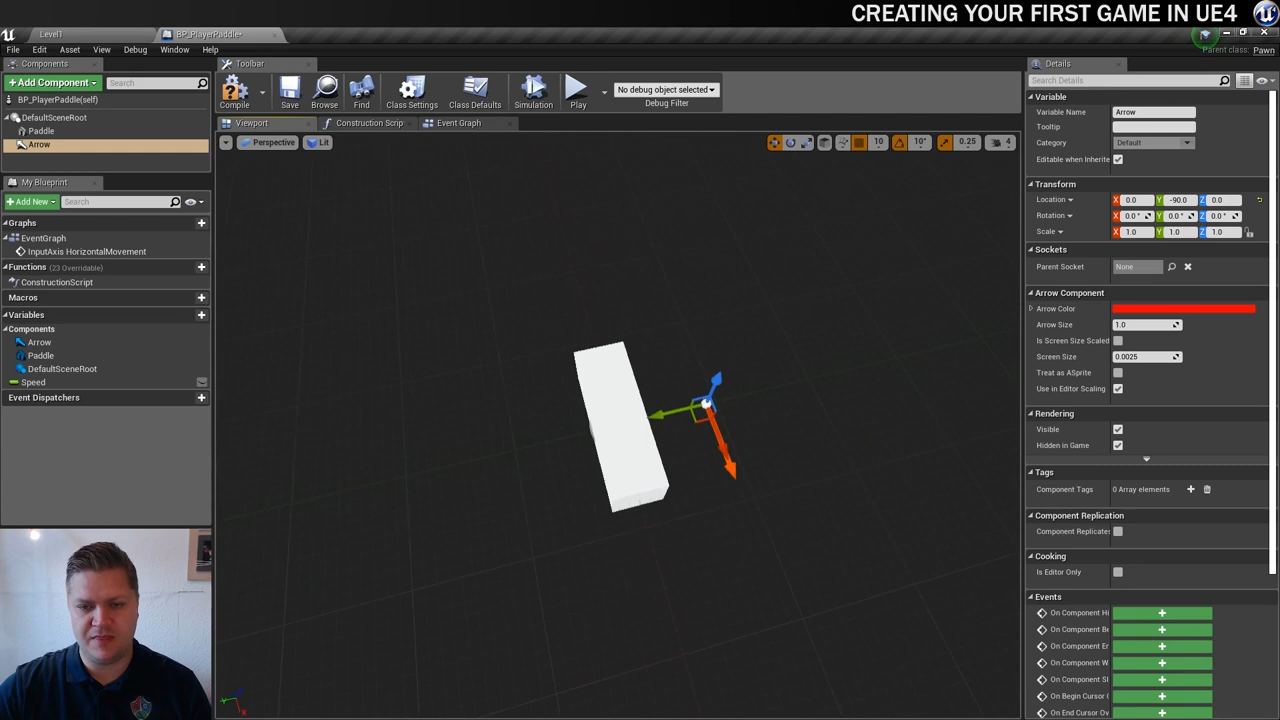 CREATING YOUR FIRST GAME IN UE4
Level1
BP_PlayerPaddle*
File Edit Asset View Debug Window Help
Parent class: Pawn
Components
+Add Component
Search
BP_PlayerPaddle(self)
DefaultSceneRoot
Paddle
Arrow
My Blueprint
+Add New
Search
Graphs
EventGraph
InputAxis HorizontalMovement
Functions (23 Overridable)
ConstructionScript
Macros
Variables
Components
Arrow
Paddle
DefaultSceneRoot
Speed
Event Dispatchers
Toolbar
Compile
Save
Browse
Find
Class Settings
Class Defaults
Simulation
Play
No debug object selected
Debug Filter
Viewport
Construction Scrip
Event Graph
Perspective
Lit
10
10°
0.25
4
Details
Search Details
Variable
Variable Name Arrow
Tooltip
Category Default
Editable when Inherite
Transform
Location X 0.0 Y -90.0 Z 0.0
Rotation X 0.0 ° Y 0.0 ° Z 0.0 °
Scale X 1.0 Y 1.0 Z 1.0
Sockets
Parent Socket None
Arrow Component
Arrow Color
Arrow Size 1.0
Is Screen Size Scaled
Screen Size 0.0025
Treat as ASprite
Use in Editor Scaling
Rendering
Visible
Hidden in Game
Tags
Component Tags 0 Array elements
Component Replication
Component Replicates
Cooking
Is Editor Only
Events
On Component Hi
On Component Be
On Component Er
On Component W
On Component Sl
On Begin Cursor (
On End Cursor Ov